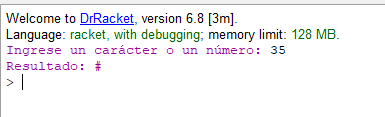 Welcome to DrRacket, version 6.8 [3m].
Language: racket, with debugging; memory limit: 128 MB.
Ingrese un carácter o un número: 35
Resultado: #
>